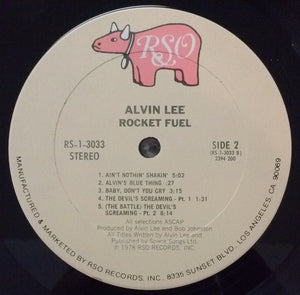 RSO
ALVIN LEE
ROCKET FUEL
RS-1-3033
STEREO
SIDE 2
(RS-1-3033 B)
2394 200
1. AIN'T NOTHIN' SHAKIN' 5:03
2. ALVIN'S BLUE THING :27
3. BABY, DON'T YOU CRY 3:15
4. THE DEVIL'S SCREAMING - Pt. 1 1:31
5. (THE BATTLE) THE DEVIL'S
SCREAMING - Pt. 2 8:14
All selections ASCAP
Produced by Alvin Lee and Bob Johnson
All Titles Written by Alvin Lee and
Published by Space Songs Ltd.
℗ 1978 RSO RECORDS, INC.
MANUFACTURED & MARKETED BY RSO RECORDS, INC. 8335 SUNSET BLVD. LOS ANGELES, CA 90069